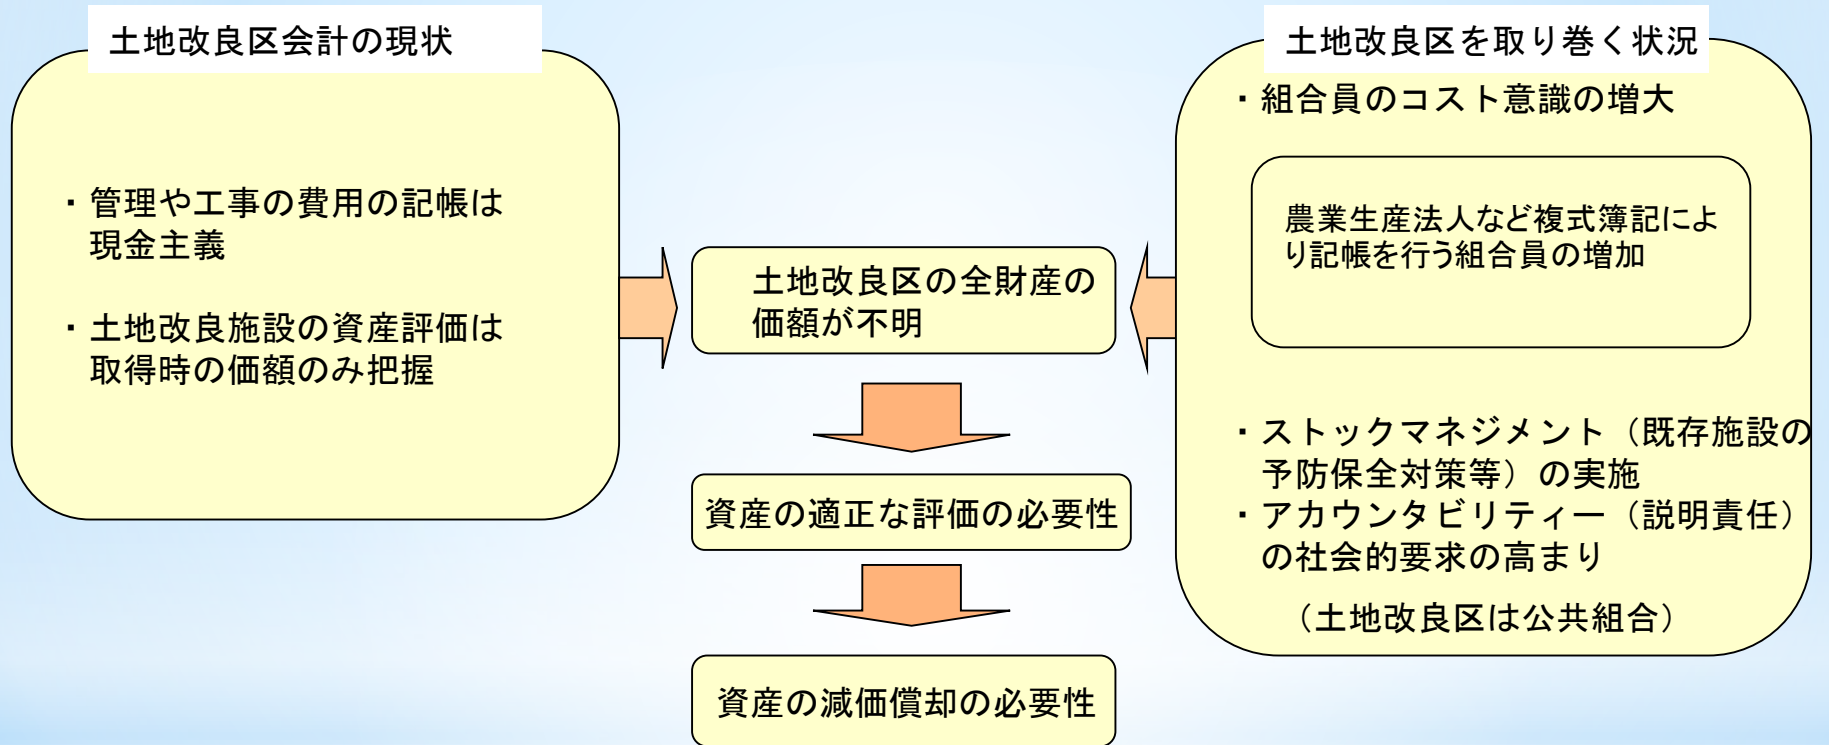 土地改良区会計の現状
・管理や工事の費用の記帳は
現金主義
・土地改良施設の資産評価は
取得時の価額のみ把握
土地改良区の全財産の
価額が不明
資産の適正な評価の必要性
資産の減価償却の必要性
土地改良区を取り巻く状況
・組合員のコスト意識の増大
農業生産法人など複式簿記によ
り記帳を行う組合員の増加
・ストックマネジメント（既存施設の
予防保全対策等）の実施
・アカウンタビリティー（説明責任）
の社会的要求の高まり
（土地改良区は公共組合）